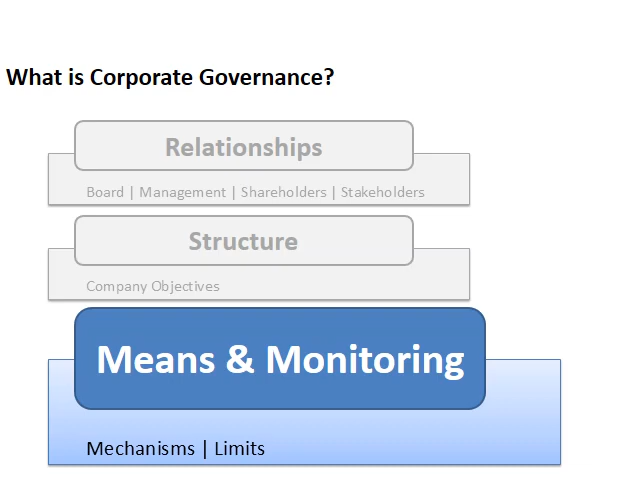 What is Corporate Governance?
Relationships
Board | Management | Shareholders | Stakeholders
Structure
Company Objectives
Means & Monitoring
Mechanisms | Limits